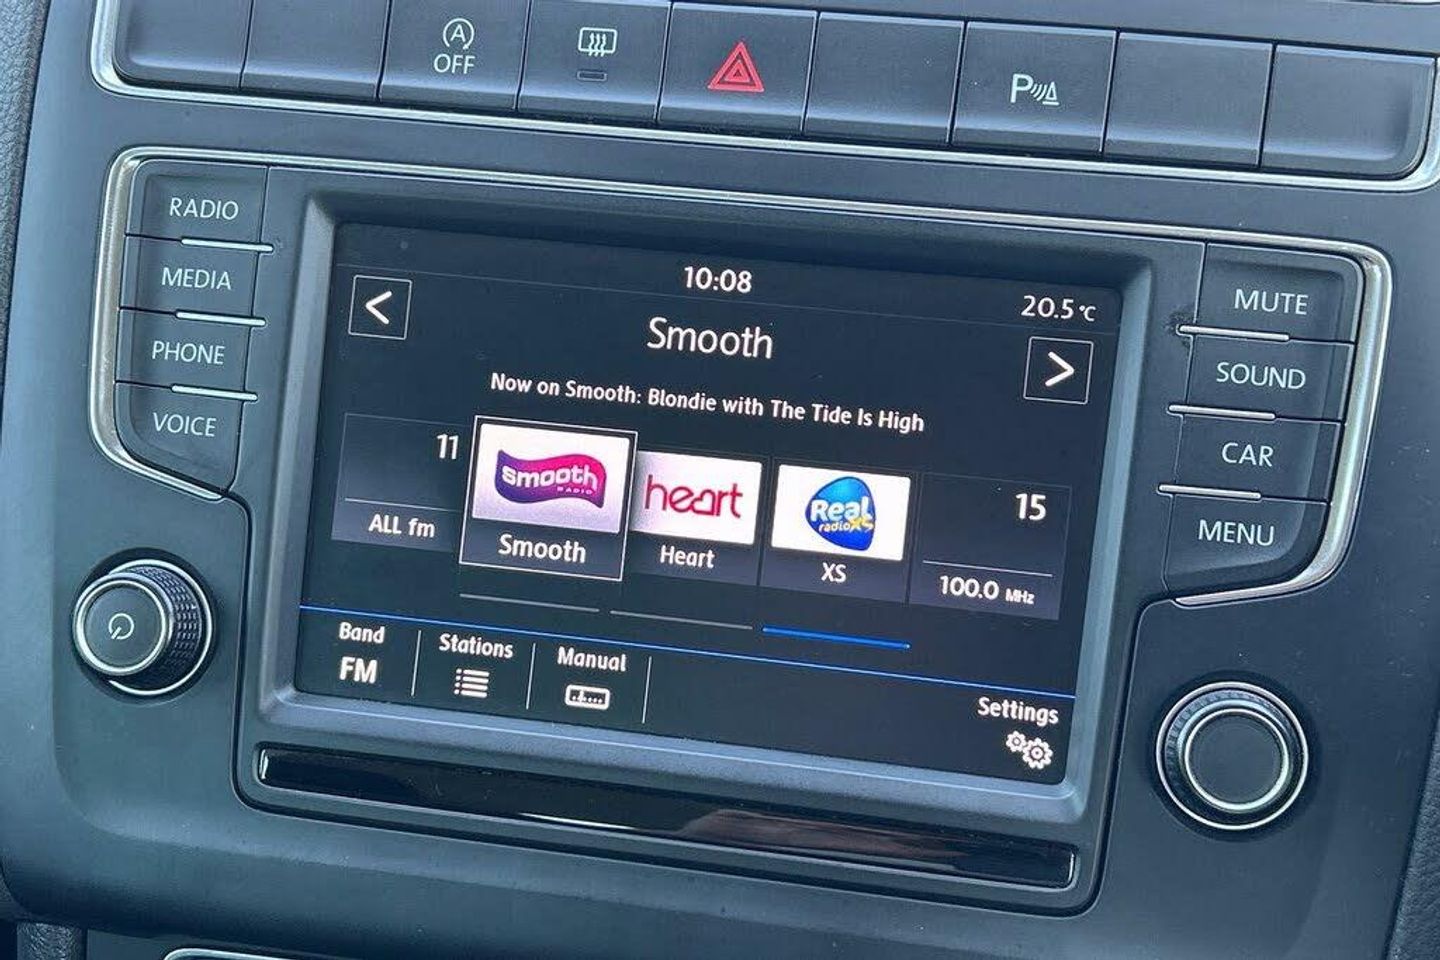 A
OFF
P
RADIO
MEDIA
PHONE
VOICE
10:08
20.5°C
<
Smooth
>
Now on Smooth: Blondie with The Tide Is High
11
ALL fm
smooth
RADIO
Smooth
heart
Heart
Real
radioXS
XS
15
100.0 MHz
Band
FM
Stations
Manual
Settings
MUTE
SOUND
CAR
MENU